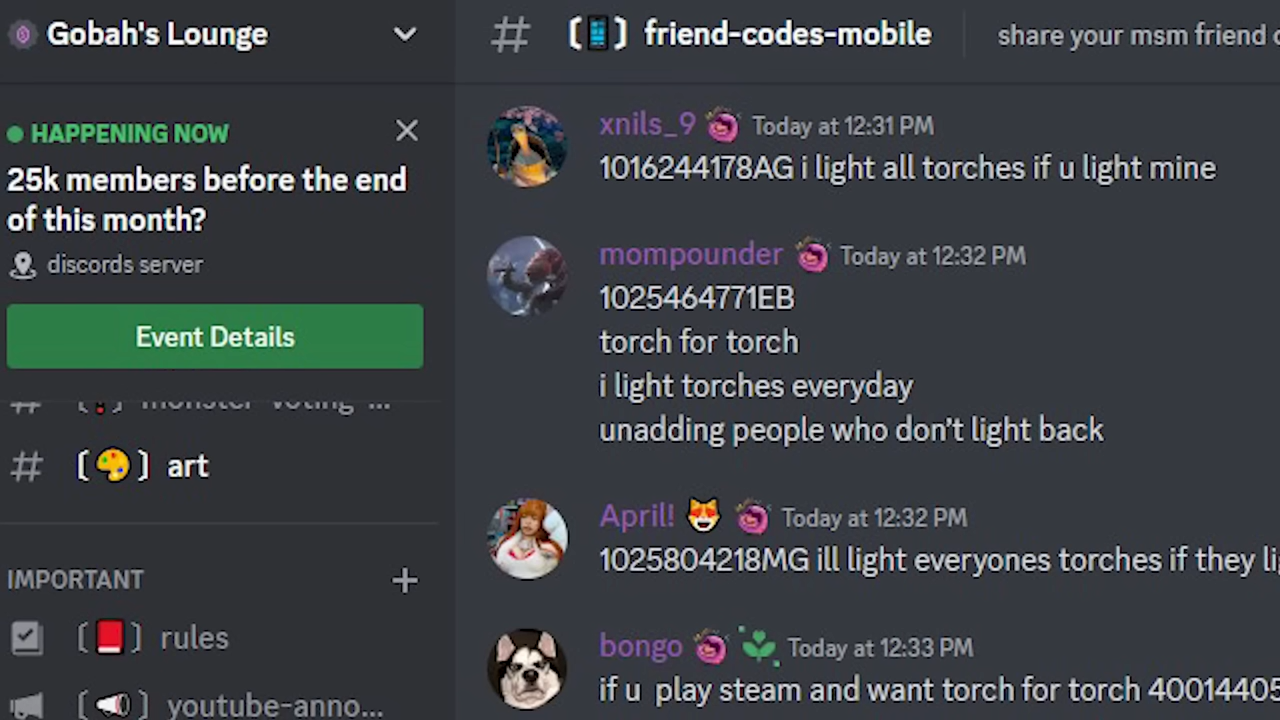 Gobah's Lounge
HAPPENING NOW
25k members before the end
of this month?
discords server
Event Details
# [ ] monster-voting-...
# [ ] art
IMPORTANT
[ ] rules
[ ] youtube-anno...
# [ ] friend-codes-mobile
share your msm friend
xnils_9 Today at 12:31 PM
1016244178AG i light all torches if u light mine
mompounder Today at 12:32 PM
1025464771EB
torch for torch
i light torches everyday
unadding people who don't light back
April! Today at 12:32 PM
1025804218MG ill light everyones torches if they
bongo Today at 12:33 PM
if u play steam and want torch for torch 40014405